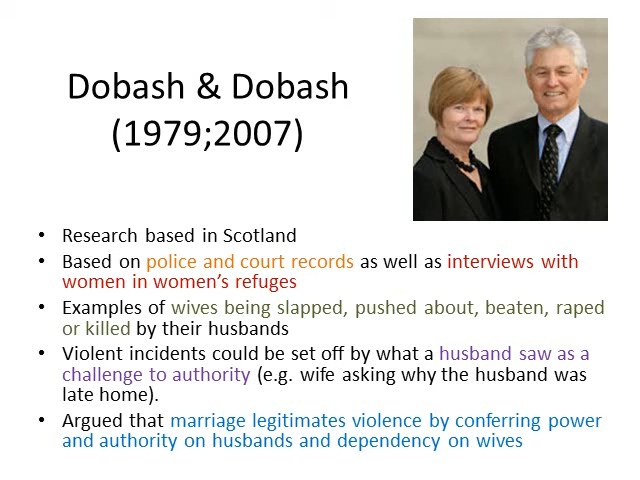 Dobash & Dobash
(1979;2007)
• Research based in Scotland
• Based on police and court records as well as interviews with
women in women’s refuges
• Examples of wives being slapped, pushed about, beaten, raped
or killed by their husbands
• Violent incidents could be set off by what a husband saw as a
challenge to authority (e.g. wife asking why the husband was
late home).
• Argued that marriage legitimates violence by conferring power
and authority on husbands and dependency on wives